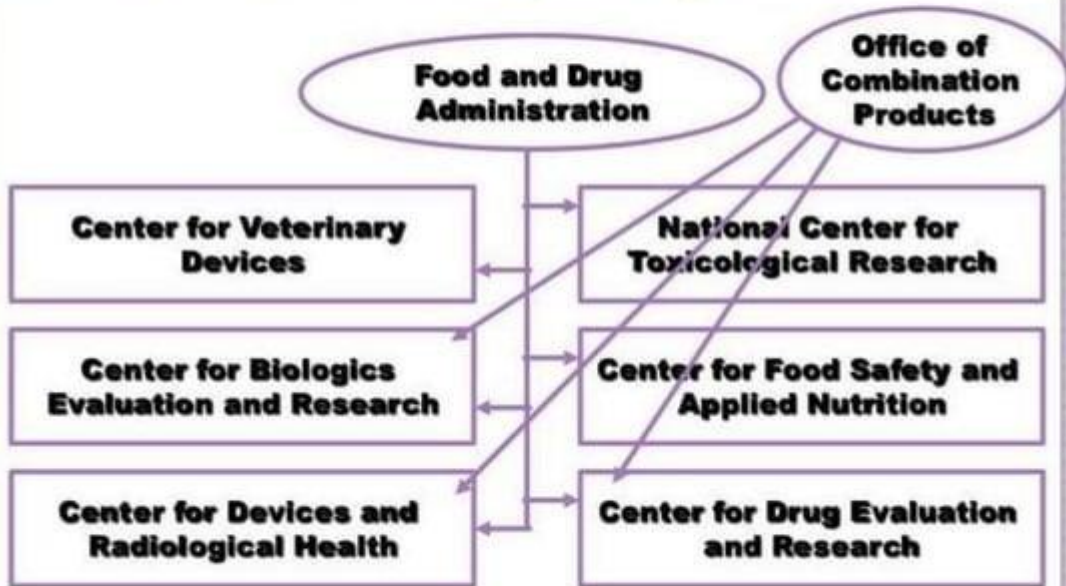 Food and Drug
Administration
Office of
Combination
Products
Center for Veterinary
Devices
National Center for
Toxicological Research
Center for Biologics
Evaluation and Research
Center for Food Safety and
Applied Nutrition
Center for Devices and
Radiological Health
Center for Drug Evaluation
and Research